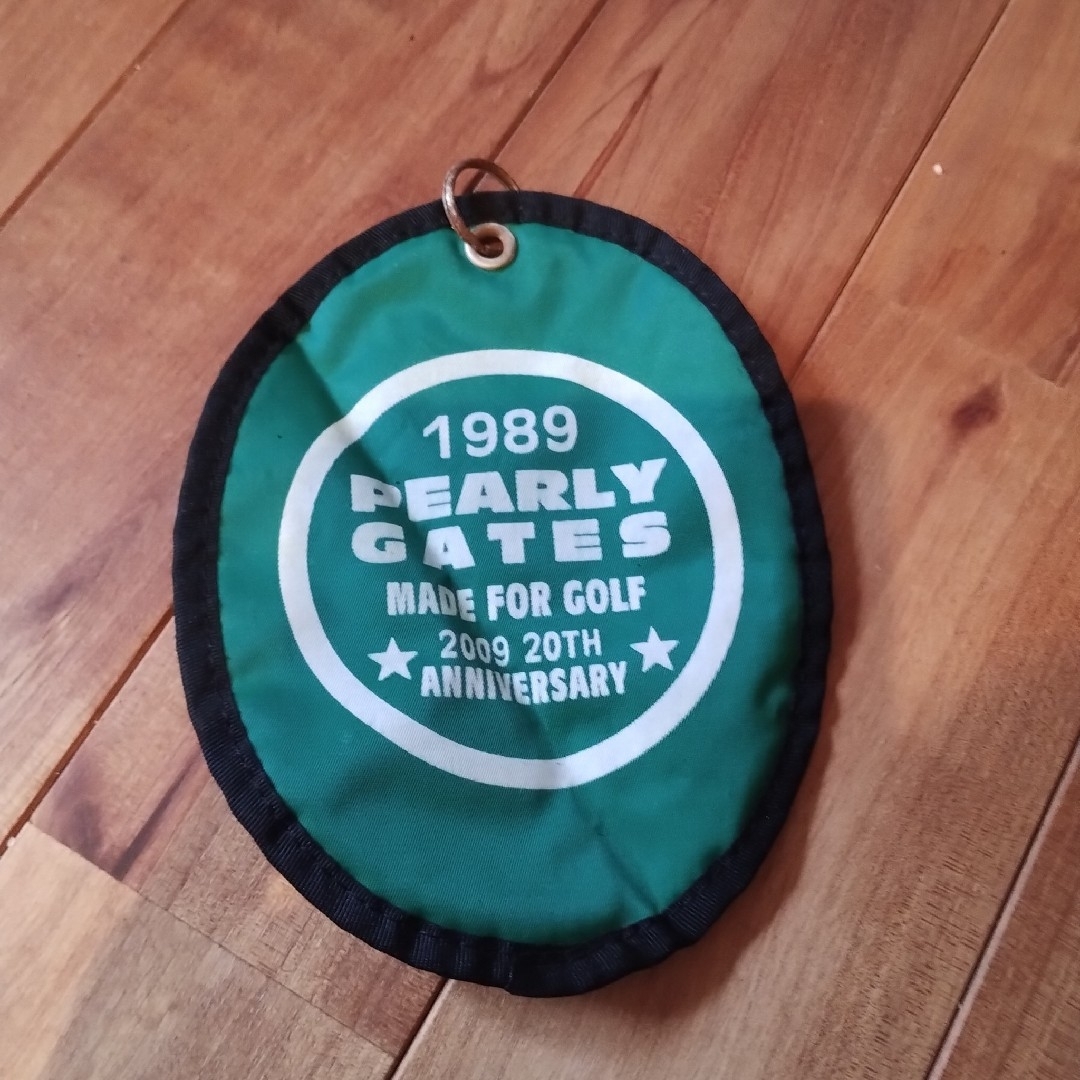 1989
PEARLY
GATES
MADE FOR GOLF
2009 20TH
ANNIVERSARY